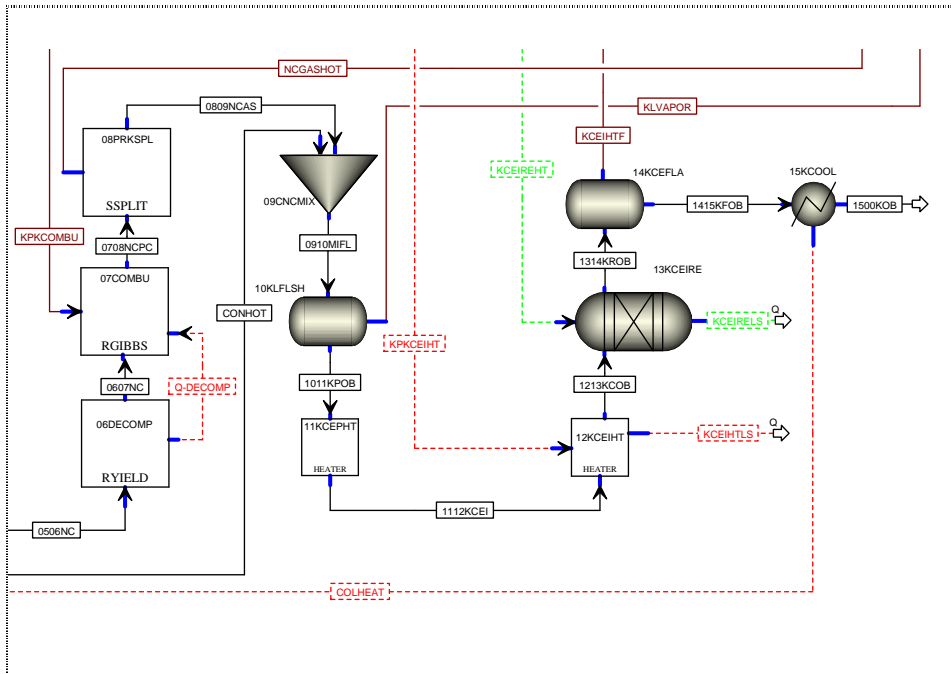 NCGASHOT
0809NCAS
KLVAPOR
08PRKSPL
KCEIHTF
SSPLIT
KCEIREHT
14KCEFLA
15KCOOL
09CNCMIX
1415KFOB
1500KOB
KPKCOMBU
0708NCPC
0910MIFL
1314KROB
07COMBU
13KCEIRE
10KLFLSH
CONHOT
KPKCEIHT
KCEIRELS
Q
RGIBBS
0607NC
Q-DECOMP
1011KPOB
1213KCOB
06DECOMP
11KCEPHT
12KCEIHT
KCEIHTLS
Q
RYIELD
HEATER
HEATER
0506NC
1112KCEI
COLHEAT